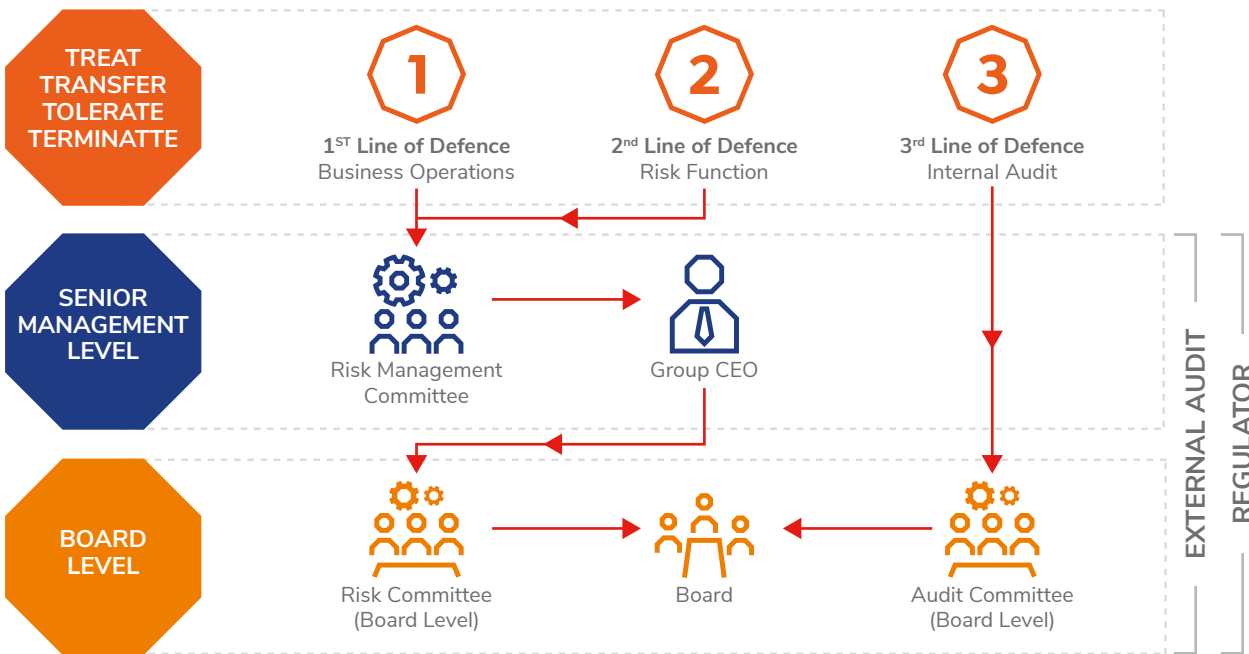 TREAT
TRANSFER
TOLERATE
TERMINATTE
1
2
3
1ST Line of Defence
Business Operations
2nd Line of Defence
Risk Function
3rd Line of Defence
Internal Audit
SENIOR
MANAGEMENT
LEVEL
Risk Management
Committee
Group CEO
BOARD
LEVEL
Risk Committee
(Board Level)
Board
Audit Committee
(Board Level)
EXTERNAL AUDIT
REGULATOR